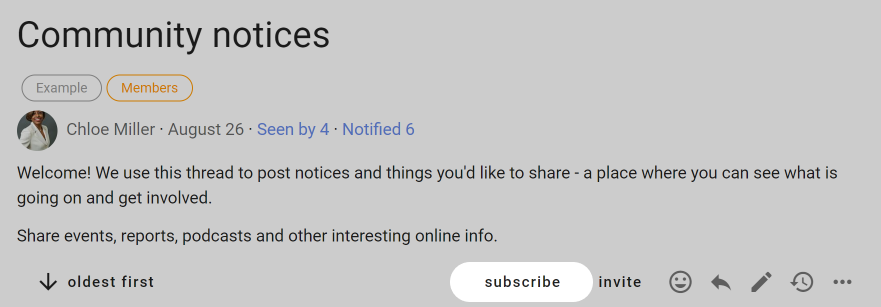 Community notices
Example Members
Chloe Miller · August 26 · Seen by 4 · Notified 6
Welcome! We use this thread to post notices and things you'd like to share - a place where you can see what is
going on and get involved.
Share events, reports, podcasts and other interesting online info.
oldest first subscribe invite